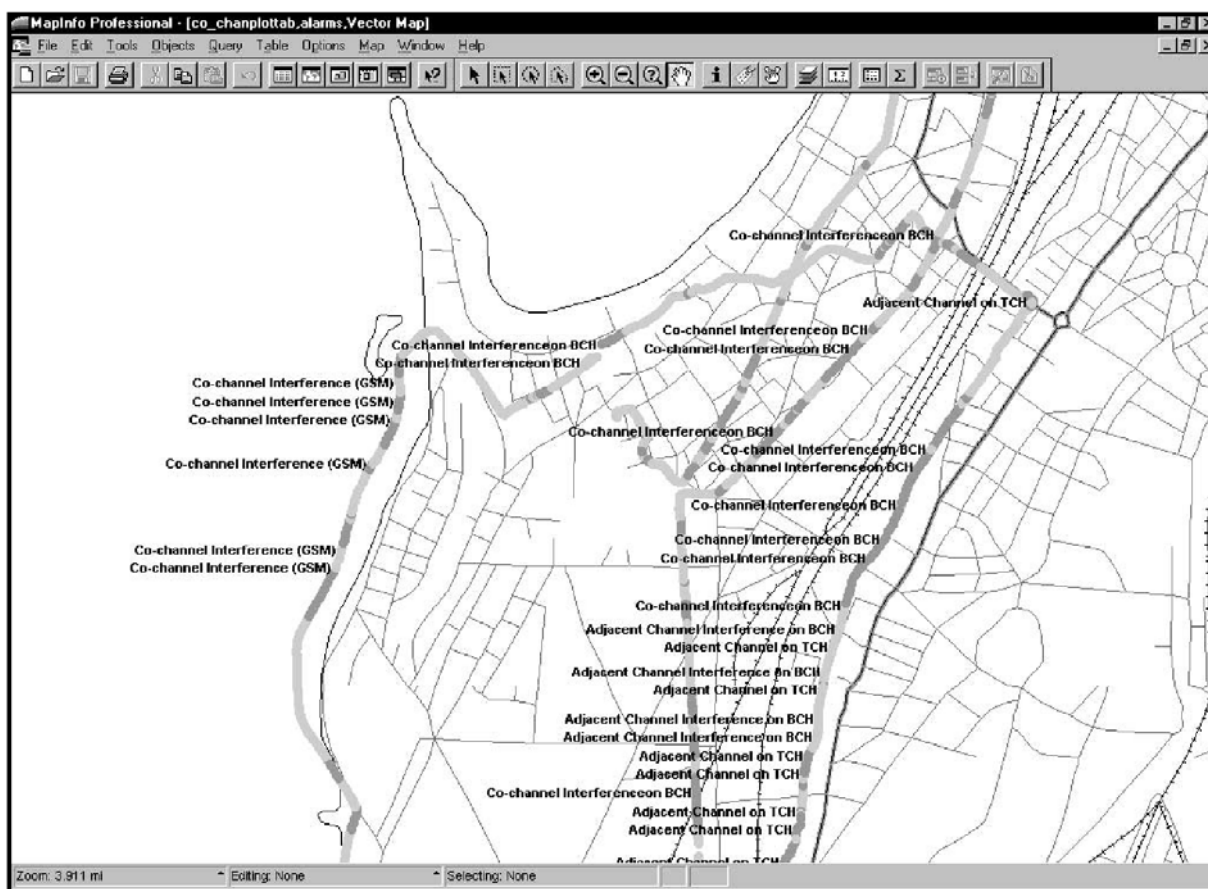 MapInfo Professional - [co_chanplottab,alarms,Vector Map]
File Edit Tools Objects Query Table Options Map Window Help
Co-channel Interferenceon BCH
Adjacent Channel on TCH
Co-channel Interferenceon BCH
Co-channel Interferenceon BCH
Co-channel Interferenceon BCH
Co-channel Interferenceon BCH
Co-channel Interference (GSM)
Co-channel Interference (GSM)
Co-channel Interference (GSM)
Co-channel Interferenceon BCH
Co-channel Interferenceon BCH
Co-channel Interference (GSM)
Co-channel Interferenceon BCH
Co-channel Interferenceon BCH
Co-channel Interferenceon BCH
Co-channel Interference (GSM)
Co-channel Interferenceon BCH
Co-channel Interference (GSM)
Co-channel Interferenceon BCH
Adjacent Channel Interference on BCH
Adjacent Channel on TCH
Adjacent Channel Interference on BCH
Adjacent Channel on TCH
Adjacent Channel Interference on BCH
Adjacent Channel Interference on BCH
Adjacent Channel on TCH
Adjacent Channel on TCH
Co-channel Interferenceon BCH
Adjacent Channel on TCH
Adjacent Channel on TCH
Adjacent Channel on TCH
Zoom: 3.911 mi Editing: None Selecting: None